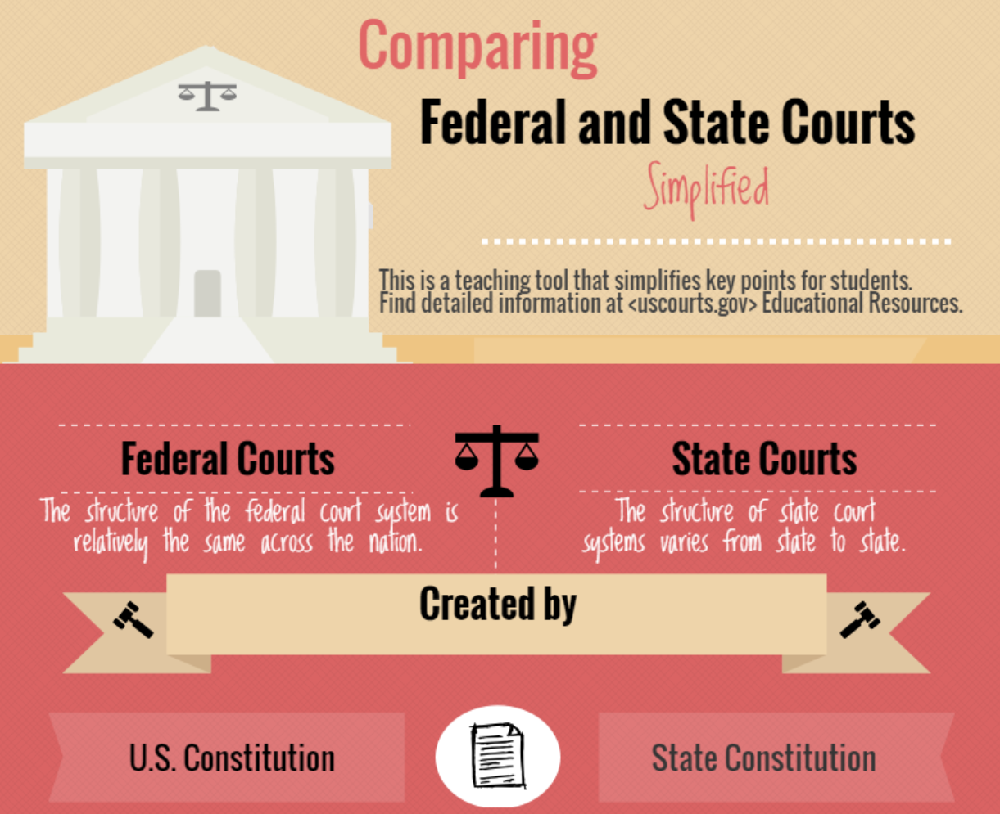 Comparing
Federal and State Courts
Simplified
This is a teaching tool that simplifies key points for students.
Find detailed information at <uscourts.gov> Educational Resources.
Federal Courts
The structure of the federal court system is
relatively the same across the nation.
State Courts
The structure of state court
systems varies from state to state.
Created by
U.S. Constitution
State Constitution